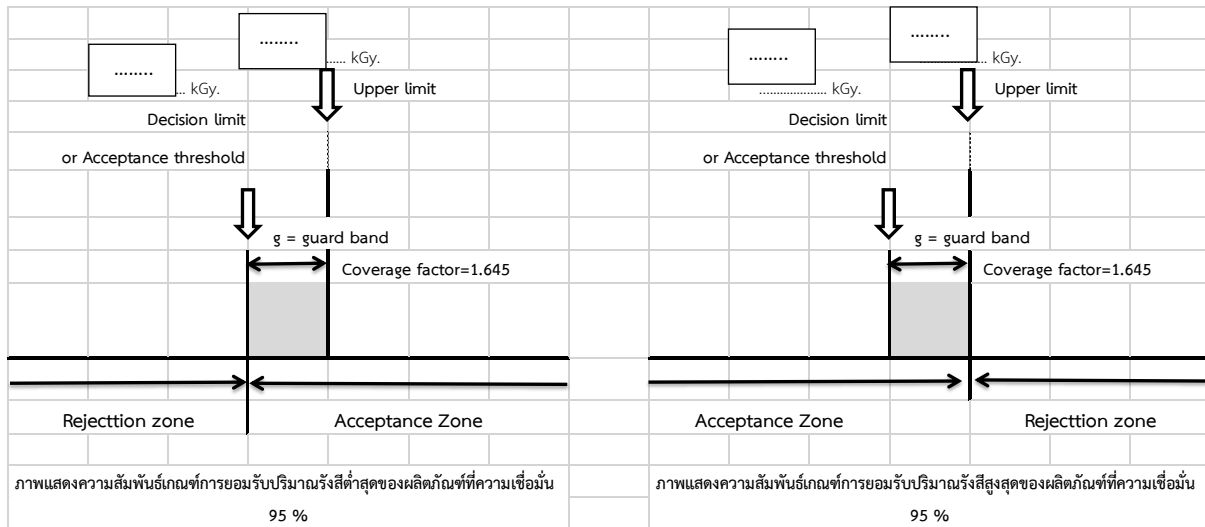 ........
...... kGy.
........
... kGy.
Upper limit
Decision limit
or Acceptance threshold
g = guard band
Coverage factor=1.645
Rejecttion zone
Acceptance Zone
ภาพแสดงความสัมพันธ์เกณฑ์การยอมรับปริมาณรังสีต่ำสุดของผลิตภัณฑ์ที่ความเชื่อมั่น
95 %
........
.................... kGy.
........
.................... kGy.
Upper limit
Decision limit
or Acceptance threshold
g = guard band
Coverage factor=1.645
Acceptance Zone
Rejecttion zone
ภาพแสดงความสัมพันธ์เกณฑ์การยอมรับปริมาณรังสีสูงสุดของผลิตภัณฑ์ที่ความเชื่อมั่น
95 %